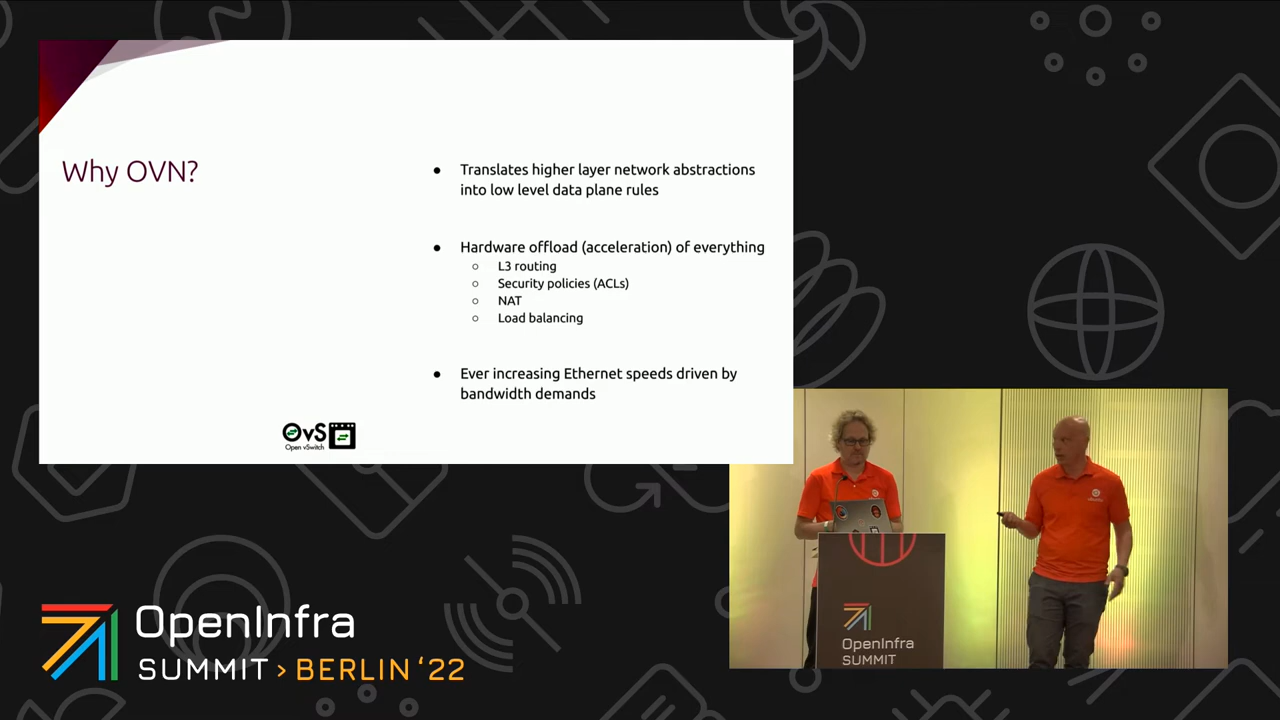 Why OVN?
● Translates higher layer network abstractions
into low level data plane rules
● Hardware offload (acceleration) of everything
○ L3 routing
○ Security policies (ACLs)
○ NAT
○ Load balancing
● Ever increasing Ethernet speeds driven by
bandwidth demands
OvS
Open vSwitch
OpenInfra
SUMMIT > BERLIN '22
OpenInfra
SUMMIT